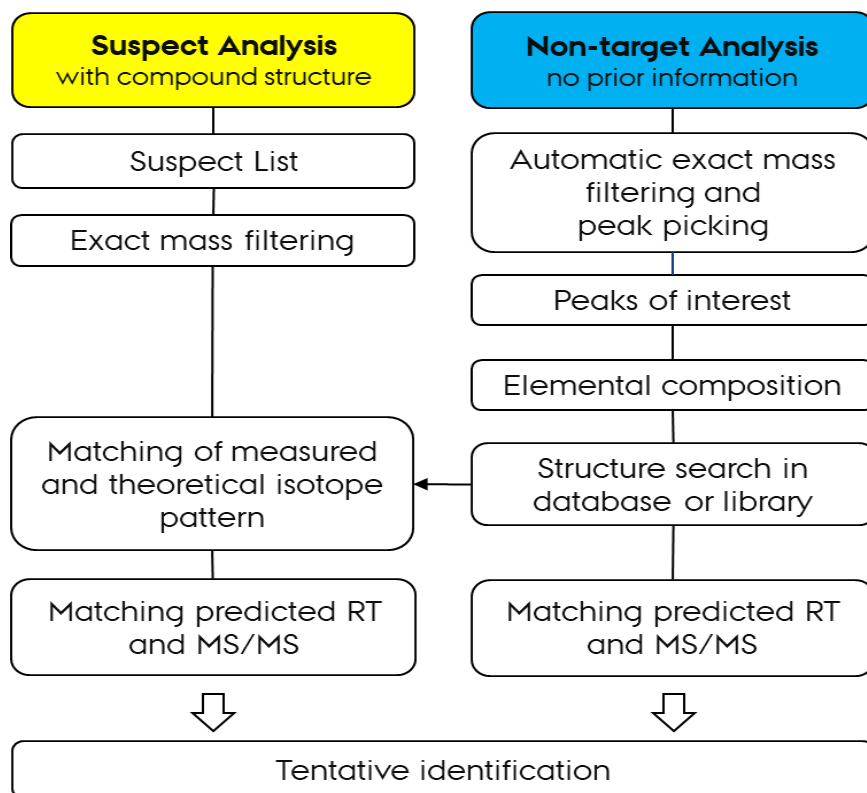 Suspect Analysis
with compound structure
Suspect List
Exact mass filtering
Matching of measured
and theoretical isotope
pattern
Matching predicted RT
and MS/MS
Non-target Analysis
no prior information
Automatic exact mass
filtering and
peak picking
Peaks of interest
Elemental composition
Structure search in
database or library
Matching predicted RT
and MS/MS
Tentative identification